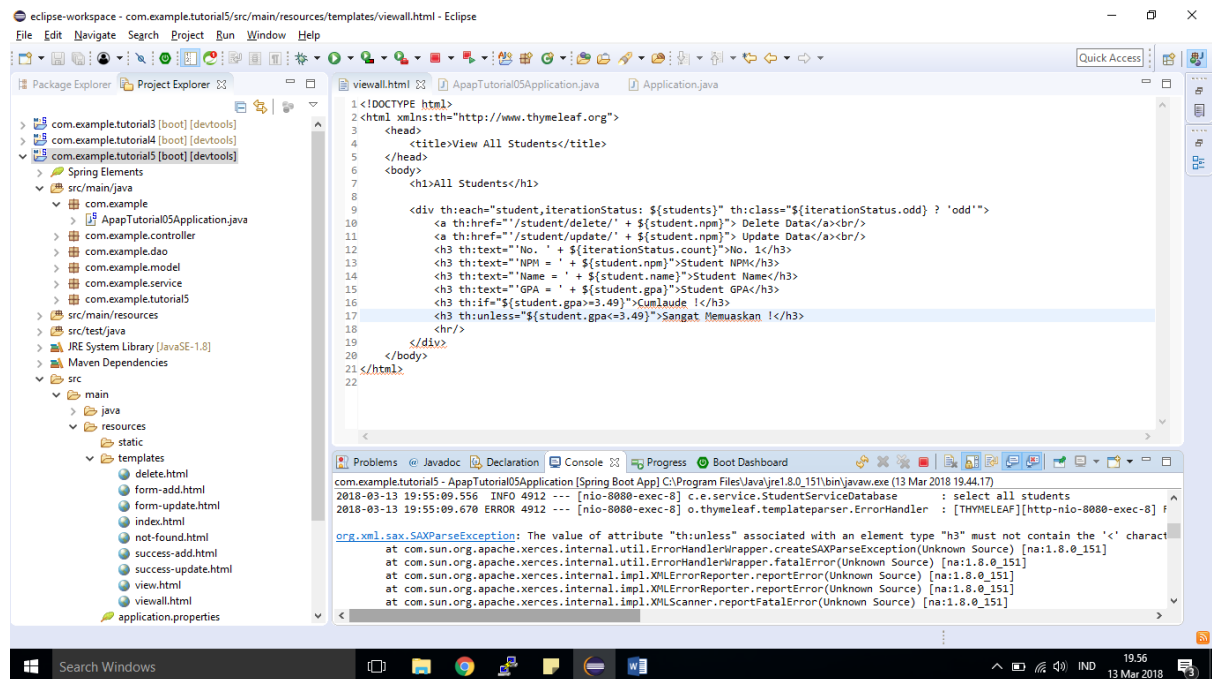 eclipse-workspace - com.example.tutorial5/src/main/resources/templates/viewall.html - Eclipse
File Edit Navigate Search Project Run Window Help
Quick Access
Package Explorer Project Explorer
com.example.tutorial3 [boot] [devtools]
com.example.tutorial4 [boot] [devtools]
com.example.tutorial5 [boot] [devtools]
Spring Elements
src/main/java
com.example
ApapTutorial05Application.java
com.example.controller
com.example.dao
com.example.model
com.example.service
com.example.tutorial5
src/main/resources
src/test/java
JRE System Library [JavaSE-1.8]
Maven Dependencies
src
main
java
resources
static
templates
delete.html
form-add.html
form-update.html
index.html
not-found.html
success-add.html
success-update.html
view.html
viewall.html
application.properties
viewall.html ApapTutorial05Application.java Application.java
1 <!DOCTYPE html>
2 <html xmlns:th="http://www.thymeleaf.org">
3 <head>
4 <title>View All Students</title>
5 </head>
6 <body>
7 <h1>All Students</h1>
8
9 <div th:each="student,iterationStatus: ${students}" th:class="${iterationStatus.odd} ? 'odd'">
10 <a th:href="'/student/delete/' + ${student.npm}"> Delete Data</a><br/>
11 <a th:href="'/student/update/' + ${student.npm}"> Update Data</a><br/>
12 <h3 th:text="'No. ' + ${iterationStatus.count}">No. 1</h3>
13 <h3 th:text="'NPM = ' + ${student.npm}">Student NPM</h3>
14 <h3 th:text="'Name = ' + ${student.name}">Student Name</h3>
15 <h3 th:text="'GPA = ' + ${student.gpa}">Student GPA</h3>
16 <h3 th:if="${student.gpa>=3.49}">Cumlaude !</h3>
17 <h3 th:unless="${student.gpa<=3.49}">Sangat Memuaskan !</h3>
18 <hr/>
19 </div>
20 </body>
21 </html>
22
Problems @ Javadoc Declaration Console Progress Boot Dashboard
com.example.tutorial5 - ApapTutorial05Application [Spring Boot App] C:\Program Files\Java\jre1.8.0_151\bin\javaw.exe (13 Mar 2018 19.44.17)
2018-03-13 19:55:09.556 INFO 4912 --- [nio-8080-exec-8] c.e.service.StudentServiceDatabase : select all students
2018-03-13 19:55:09.670 ERROR 4912 --- [nio-8080-exec-8] o.thymeleaf.templateparser.ErrorHandler : [THYMELEAF][http-nio-8080-exec-8]
org.xml.sax.SAXParseException: The value of attribute "th:unless" associated with an element type "h3" must not contain the '<' charact
at com.sun.org.apache.xerces.internal.util.ErrorHandlerWrapper.createSAXParseException(Unknown Source) [na:1.8.0_151]
at com.sun.org.apache.xerces.internal.util.ErrorHandlerWrapper.fatalError(Unknown Source) [na:1.8.0_151]
at com.sun.org.apache.xerces.internal.impl.XMLErrorReporter.reportError(Unknown Source) [na:1.8.0_151]
at com.sun.org.apache.xerces.internal.impl.XMLErrorReporter.reportError(Unknown Source) [na:1.8.0_151]
at com.sun.org.apache.xerces.internal.impl.XMLScanner.reportFatalError(Unknown Source) [na:1.8.0_151]
Search Windows
IND
19.56
13 Mar 2018
3